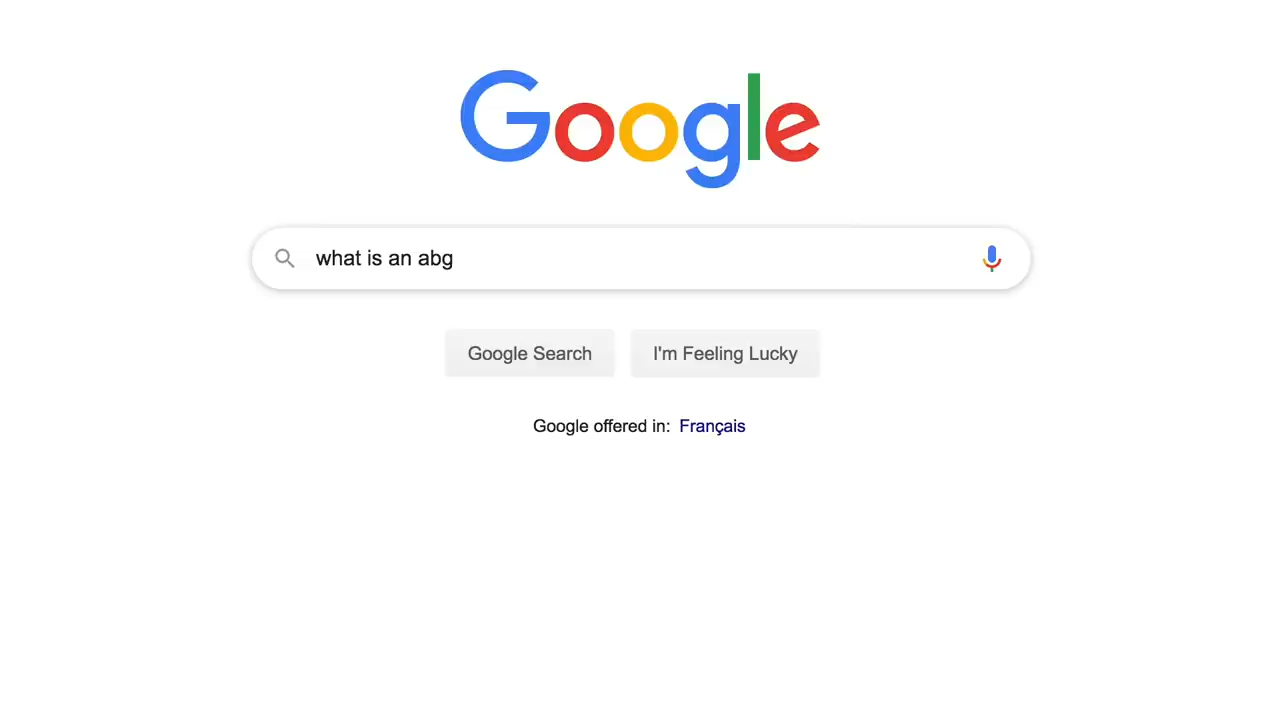 Google
what is an abg
Google Search
I'm Feeling Lucky
Google offered in: Français